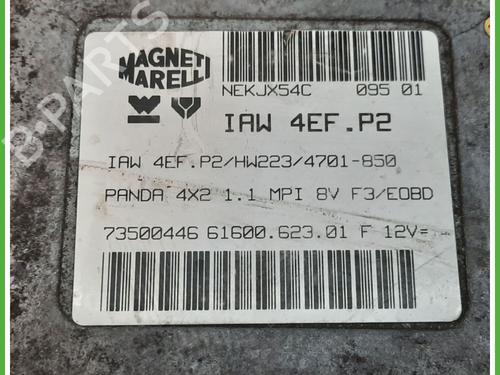 B-PARTS
MAGNETI
MARELLI
NEKJX54C 095 01
IAW 4EF.P2
IAW 4EF.P2/HW223/4701-850
PANDA 4X2 1.1 MPI 8V F3/EOBD
73500446 61600.623.01 F 12V=